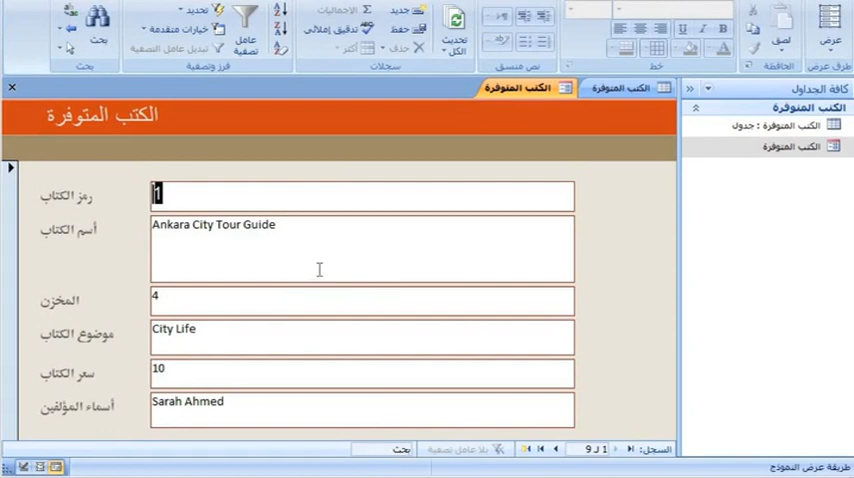 عرض
طرف عرض
لصق
الحافظة
خط
نص منسق
تحديث الكل
جديد
حفظ
حذف
الاجماليات
تدقيق إملائي
أكثر
سجلات
عامل تصفية
تحديد
خيارات متقدمة
تبديل عامل التصفية
فرز وتصفية
بحث
بحث
كافة الجداول
الكتب المتوفرة
الكتب المتوفرة : جدول
الكتب المتوفرة
الكتب المتوفرة
الكتب المتوفرة
الكتب المتوفرة
رمز الكتاب
1
أسم الكتاب
Ankara City Tour Guide
المخزن
4
موضوع الكتاب
City Life
سعر الكتاب
10
أسماء المؤلفين
Sarah Ahmed
السجل:
1 لـ 9
بلا عامل تصفية
بحث
طريقة عرض النموذج